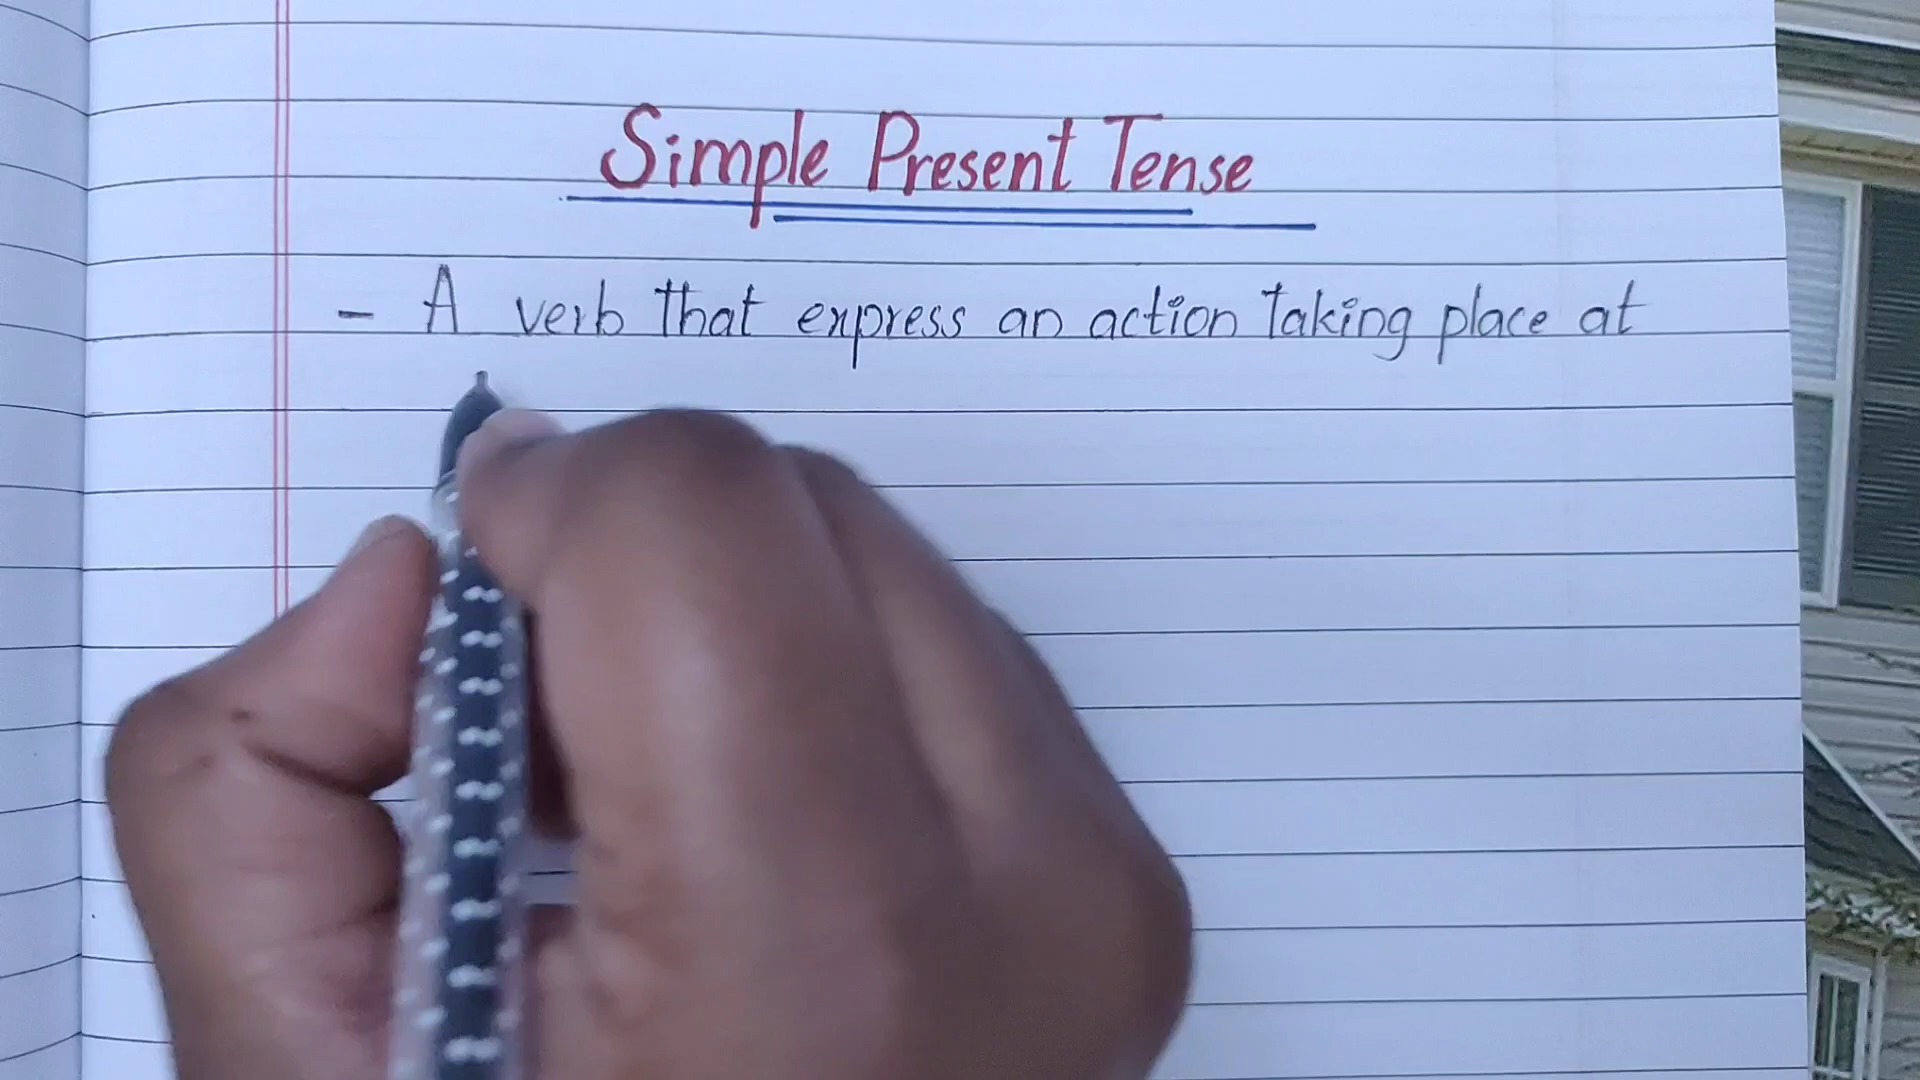 Simple Present Tense
- A verb that express an action taking place at